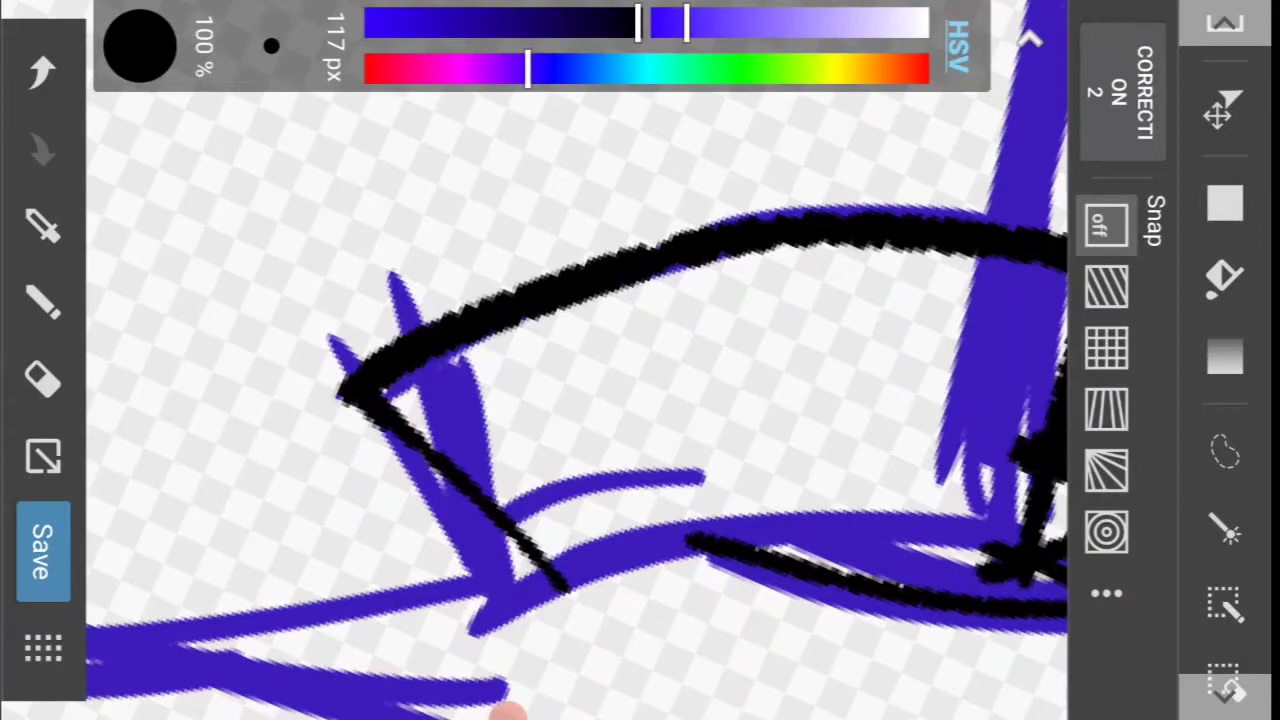 HSV
117 px
100 %
CORRECTI
ON
2
Snap
off
Save